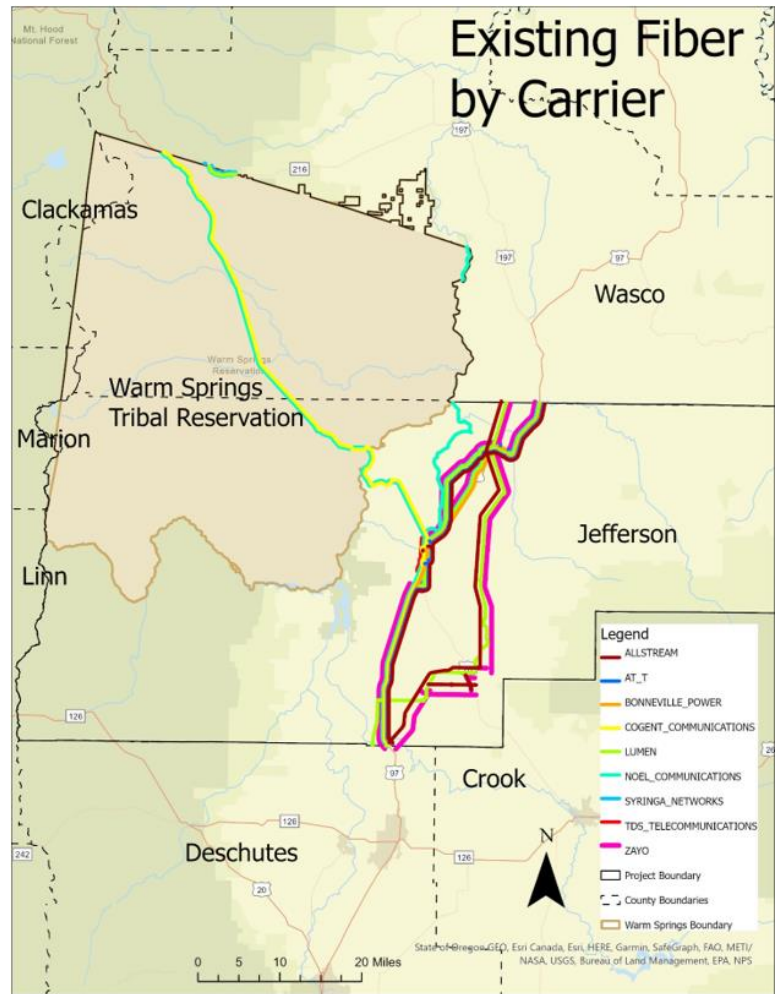 Existing Fiber
by Carrier
Mt. Hood
National Forest
197
216
Clackamas
197
97
Wasco
Warm Springs
Reservation
Warm Springs
Tribal Reservation
Marion
Jefferson
Linn
Legend
ALLSTREAM
AT_T
BONNEVILLE_POWER
COGENT_COMMUNICATIONS
LUMEN
NOEL_COMMUNICATIONS
SYRINGA_NETWORKS
TDS_TELECOMMUNICATIONS
ZAYO
Project Boundary
County Boundaries
Warm Springs Boundary
126
26
97
Crook
126
Deschutes
126
242
20
N
0 5 10 20 Miles
State of Oregon GEO, Esri Canada, Esri, HERE, Garmin, SafeGraph, FAO, METI/
NASA, USGS, Bureau of Land Management, EPA, NPS